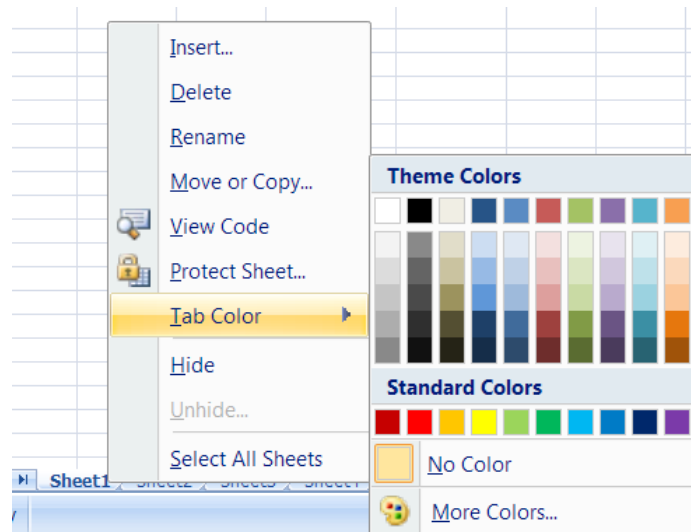 Insert...
Delete
Rename
Move or Copy...
View Code
Protect Sheet...
Tab Color
Hide
Unhide...
Select All Sheets
Theme Colors
Standard Colors
No Color
More Colors...
Sheet1